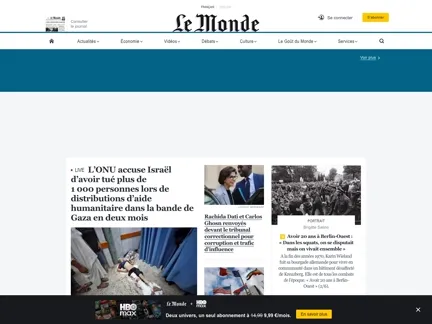 Français
Consulter
le journal
Le Monde
Se connecter
S'abonner
Actualités
Économie
Vidéos
Débats
Culture
Le Goût du Monde
Services
Voir plus
LIVE L'ONU accuse Israël
d'avoir tué plus de
1 000 personnes lors de
distributions d'aide
humanitaire dans la bande de
Gaza en deux mois
Rachida Dati et Carlos
Ghosn renvoyés
devant le tribunal
correctionnel pour
corruption et trafic
d'influence
PORTRAIT
Brigitte Salino
Avoir 20 ans à Berlin-Ouest :
« Dans les squats, on se disputait
mais on vivait ensemble »
A la fin des années 1970, Karin Wieland
fait sa bourgeoise
allemande pour vivre en
communauté dans un bâtiment désaffecté
de Kreuzberg. Elle est de tous les combats
de l'époque. « Avoir 20 ans à Berlin-Ouest
» (5/6).
HBO max
Le Monde
HBO max
Deux univers, un seul abonnement à 14,99 9,99 €/mois.
En savoir plus